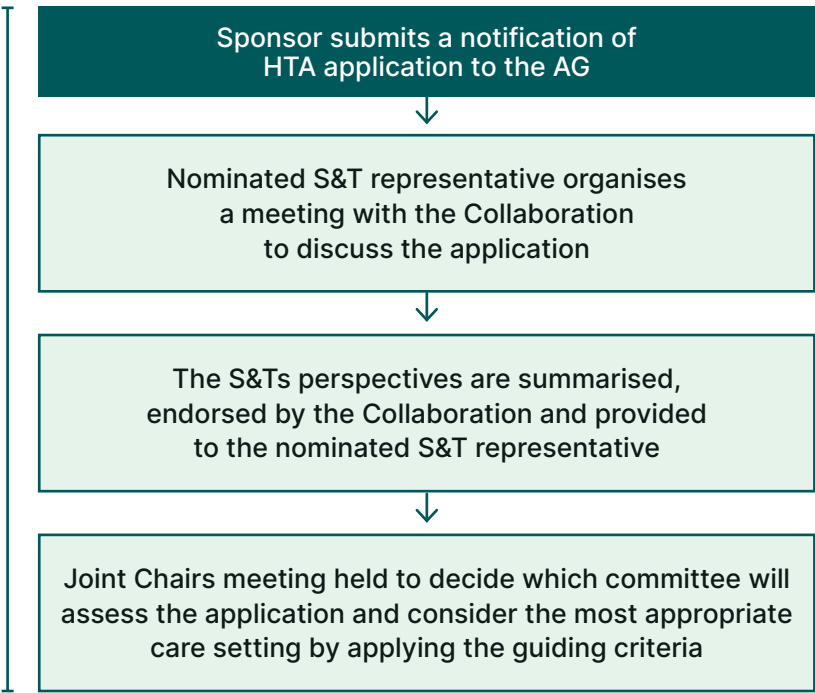 Sponsor submits a notification of
HTA application to the AG
Nominated S&T representative organises
a meeting with the Collaboration
to discuss the application
The S&Ts perspectives are summarised,
endorsed by the Collaboration and provided
to the nominated S&T representative
Joint Chairs meeting held to decide which committee will
assess the application and consider the most appropriate
care setting by applying the guiding criteria